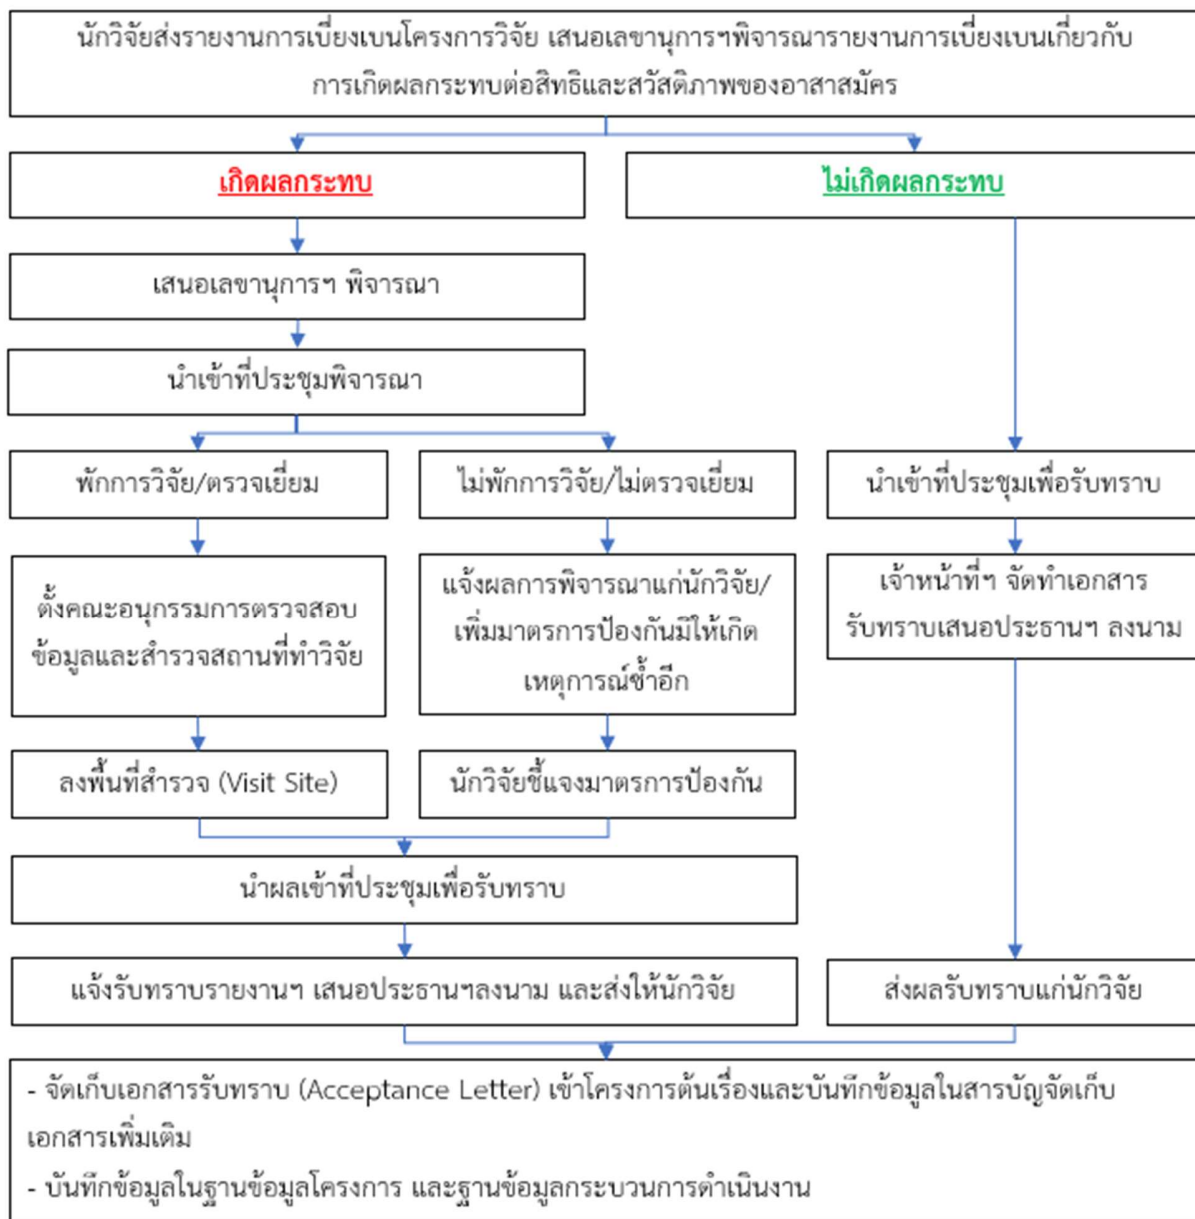 นักวิจัยส่งรายงานการเบี่ยงเบนโครงการวิจัย เสนอเลขานุการฯพิจารณารายงานการเบี่ยงเบนเกี่ยวกับ
การเกิดผลกระทบต่อสิทธิและสวัสดิภาพของอาสาสมัคร
เกิดผลกระทบ
ไม่เกิดผลกระทบ
เสนอเลขานุการฯ พิจารณา
นำเข้าที่ประชุมพิจารณา
พักการวิจัย/ตรวจเยี่ยม
ไม่พักการวิจัย/ไม่ตรวจเยี่ยม
นำเข้าที่ประชุมเพื่อรับทราบ
ตั้งคณะอนุกรรมการตรวจสอบ
ข้อมูลและสำรวจสถานที่ทำวิจัย
แจ้งผลการพิจารณาแก่นักวิจัย/
เพิ่มมาตรการป้องกันมิให้เกิด
เหตุการณ์ซ้ำอีก
เจ้าหน้าที่ฯ จัดทำเอกสาร
รับทราบเสนอประธานฯ ลงนาม
ลงพื้นที่สำรวจ (Visit Site)
นักวิจัยชี้แจงมาตรการป้องกัน
นำผลเข้าที่ประชุมเพื่อรับทราบ
แจ้งรับทราบรายงานฯ เสนอประธานฯลงนาม และส่งให้นักวิจัย
ส่งผลรับทราบแก่นักวิจัย
- จัดเก็บเอกสารรับทราบ (Acceptance Letter) เข้าโครงการต้นเรื่องและบันทึกข้อมูลในสารบัญจัดเก็บ
เอกสารเพิ่มเติม
- บันทึกข้อมูลในฐานข้อมูลโครงการ และฐานข้อมูลกระบวนการดำเนินงาน